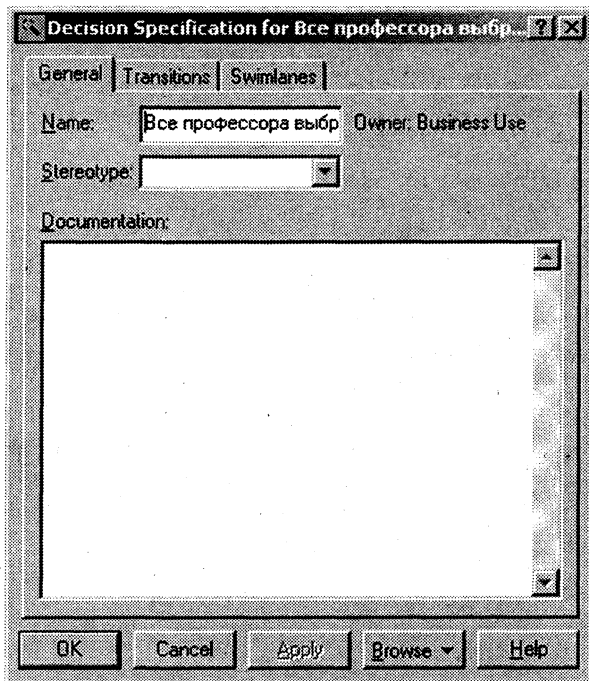 Decision Specification for Все профессора выбр...
General Transitions Swimlanes
Name: Все профессора выбр Owner: Business Use
Stereotype:
Documentation:
OK Cancel Apply Browse Help